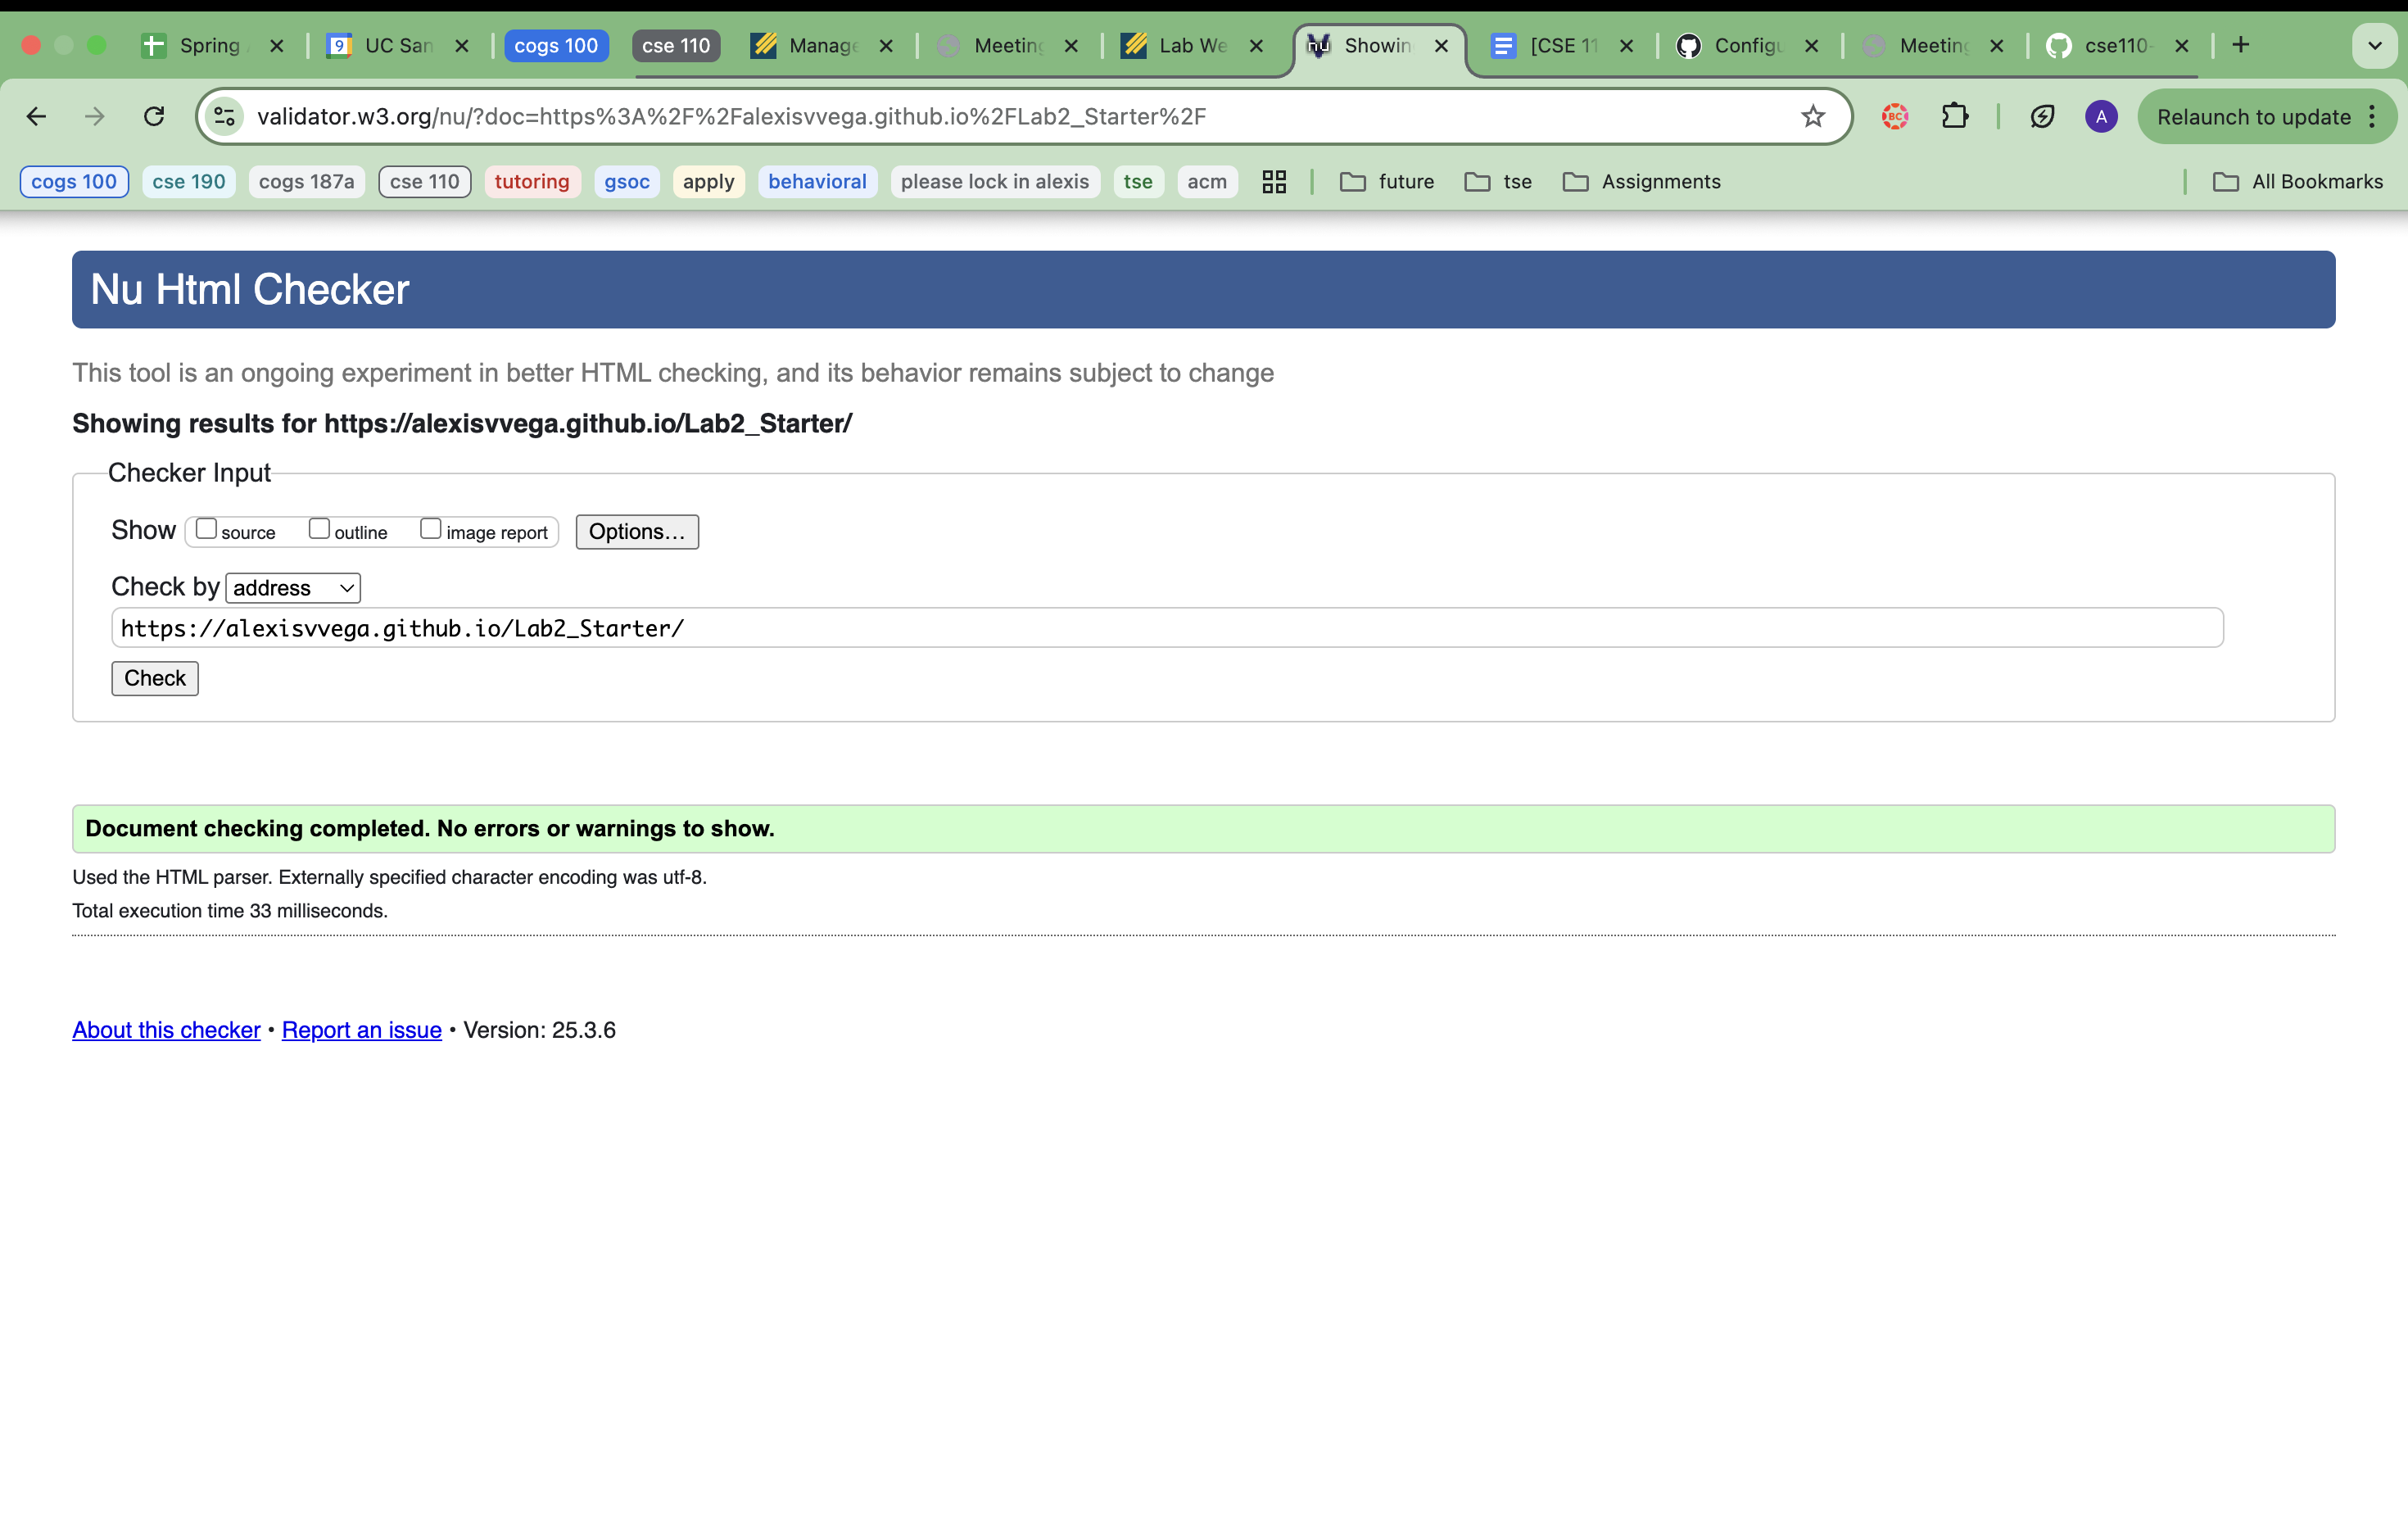 Spring
9 UC San
cogs 100
cse 110
Manage
Meeting
Lab We
nu Showin
[CSE 11
Configu
Meeting
cse110-
validator.w3.org/nu/?doc=https%3A%2F%2Falexisvvega.github.io%2FLab2_Starter%2F
BC
A
Relaunch to update
cogs 100 cse 190 cogs 187a cse 110 tutoring gsoc apply behavioral please lock in alexis tse acm future tse Assignments All Bookmarks
Nu Html Checker
This tool is an ongoing experiment in better HTML checking, and its behavior remains subject to change
Showing results for https://alexisvvega.github.io/Lab2_Starter/
Checker Input
Show source outline image report Options…
Check by address
https://alexisvvega.github.io/Lab2_Starter/
Check
Document checking completed. No errors or warnings to show.
Used the HTML parser. Externally specified character encoding was utf-8.
Total execution time 33 milliseconds.
About this checker • Report an issue • Version: 25.3.6